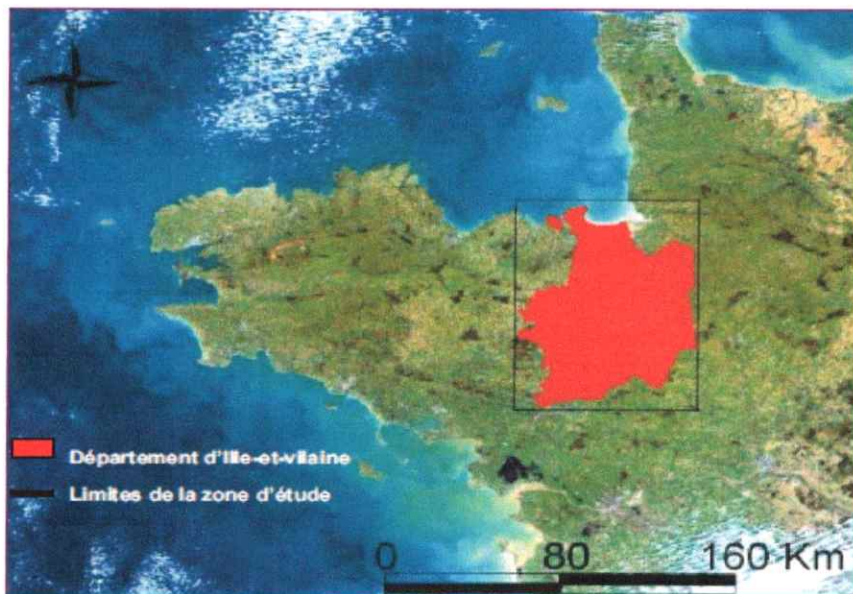 Département d'Ille-et-vilaine
Limites de la zone d'étude
0 80 160 Km